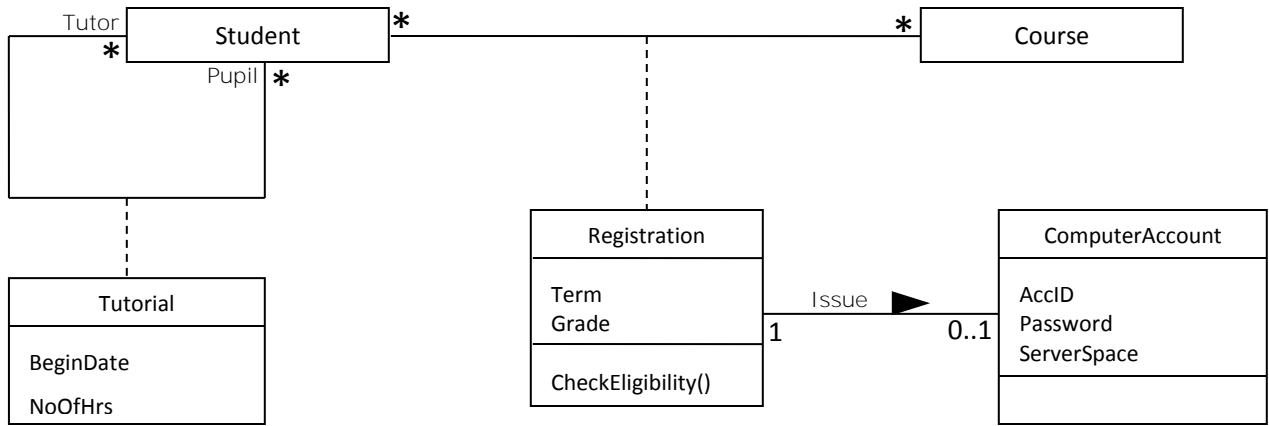 Tutor
*
Student
*
*
Course
Pupil
*
Registration
Term
Grade
CheckEligibility()
Issue
1
0..1
ComputerAccount
AccID
Password
ServerSpace
Tutorial
BeginDate
NoOfHrs